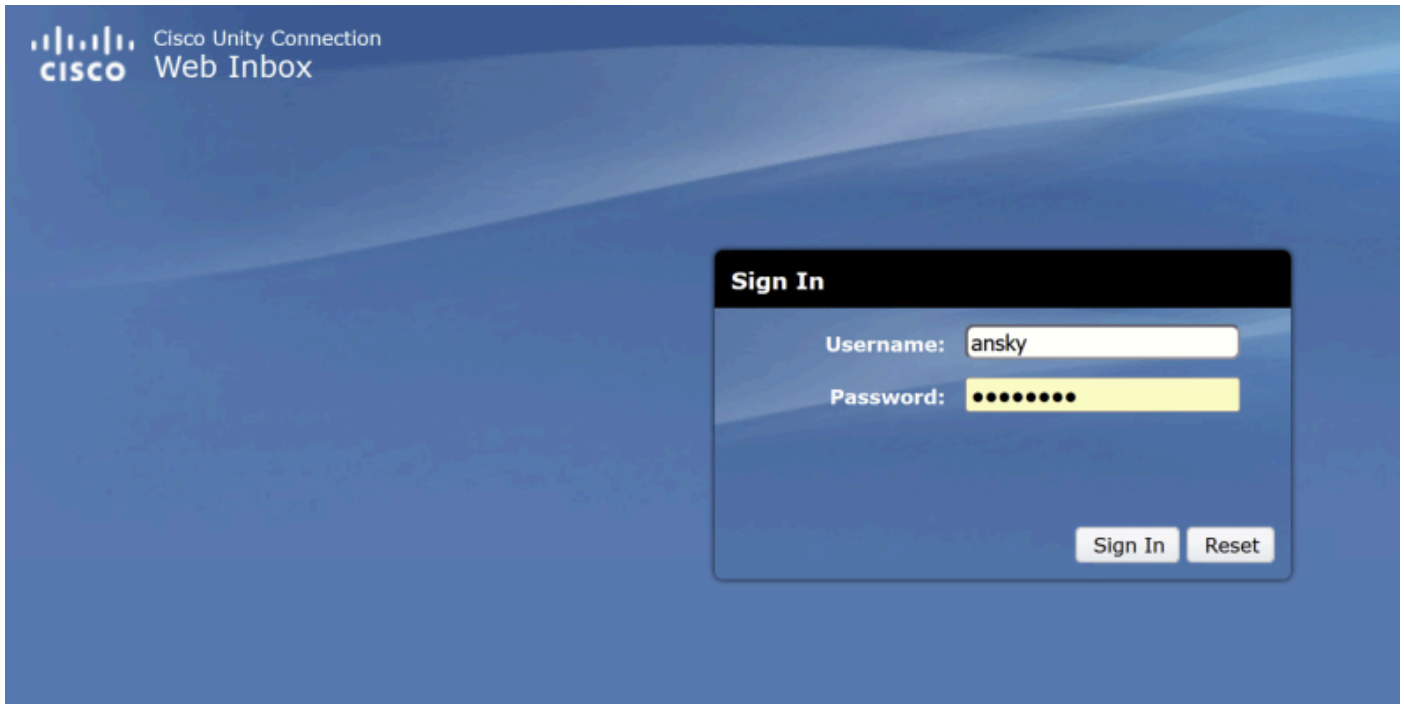 Cisco Unity Connection
CISCO Web Inbox
Sign In
Username: ansky
Password: ••••••••
Sign In Reset